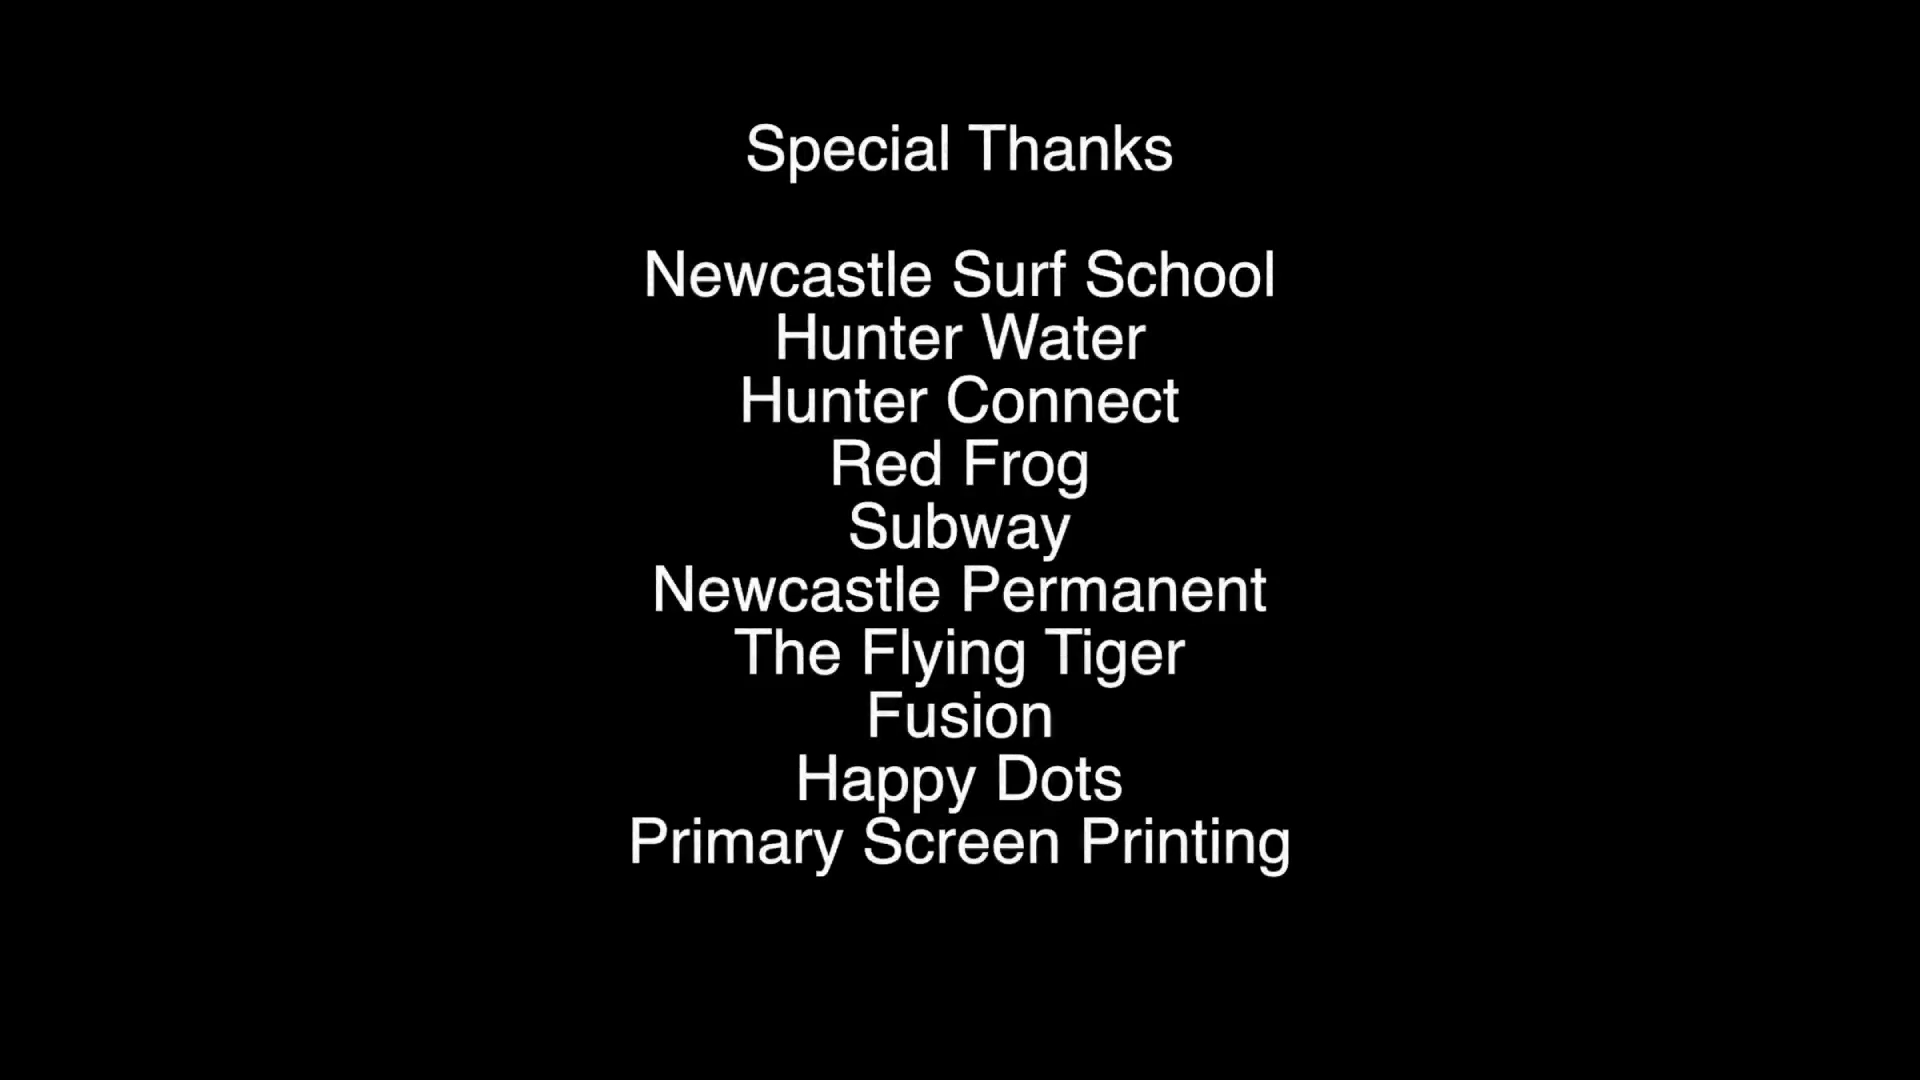 Special Thanks
Newcastle Surf School
Hunter Water
Hunter Connect
Red Frog
Subway
Newcastle Permanent
The Flying Tiger
Fusion
Happy Dots
Primary Screen Printing